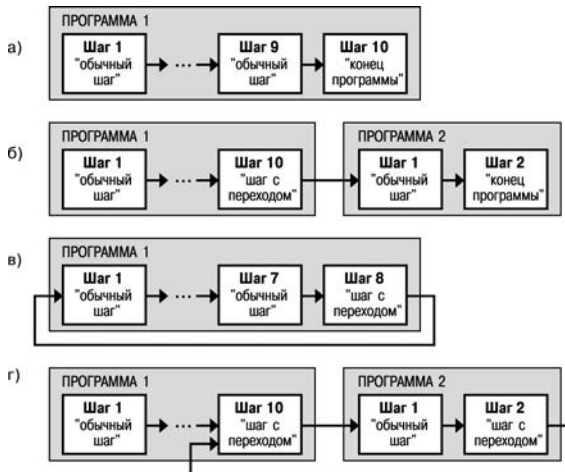 ПРОГРАММА 1
а)
Шаг 1 Шаг 9 Шаг 10
"обычный ... "обычный "конец
шаг" шаг" программы"
ПРОГРАММА 1 ПРОГРАММА 2
б)
Шаг 1 Шаг 10 Шаг 1 Шаг 2
"обычный ... "шаг с "обычный "конец
шаг" переходом" шаг" программы"
ПРОГРАММА 1
в)
Шаг 1 Шаг 7 Шаг 8
"обычный ... "обычный "шаг с
шаг" шаг" переходом"
г)
ПРОГРАММА 1 ПРОГРАММА 2
Шаг 1 Шаг 10 Шаг 1 Шаг 2
"обычный ... "шаг с "обычный "шаг с
шаг" переходом" шаг" переходом"